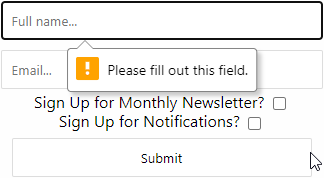 Full name...
Email...
Please fill out this field.
Sign Up for Monthly Newsletter?
Sign Up for Notifications?
Submit